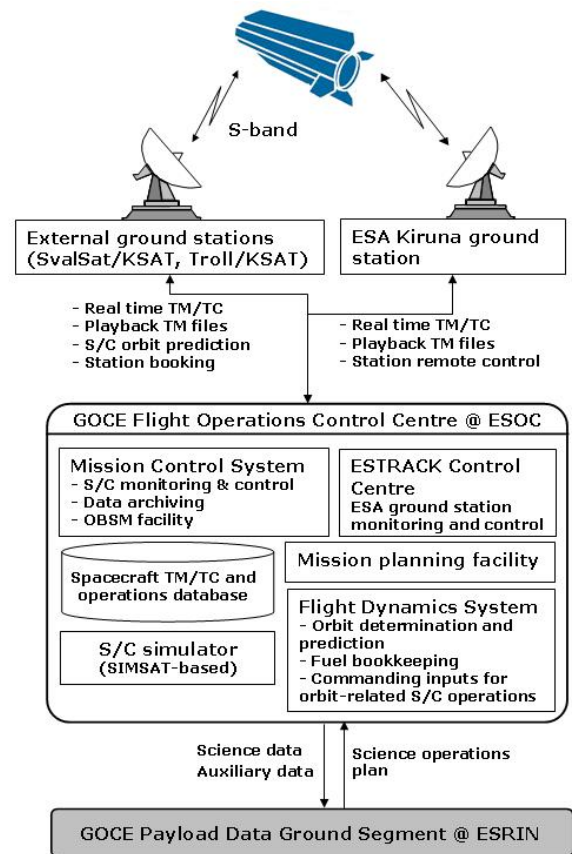 S-band
External ground stations
(SvalSat/KSAT, Troll/KSAT)
ESA Kiruna ground
station
- Real time TM/TC
- Playback TM files
- S/C orbit prediction
- Station booking
- Real time TM/TC
- Playback TM files
- Station remote control
GOCE Flight Operations Control Centre @ ESOC
Mission Control System
- S/C monitoring & control
- Data archiving
- OBSM facility
ESTRACK Control
Centre
ESA ground station
monitoring and control
Spacecraft TM/TC and
operations database
Mission planning facility
S/C simulator
(SIMSAT-based)
Flight Dynamics System
- Orbit determination and
prediction
- Fuel bookkeeping
- Commanding inputs for
orbit-related S/C operations
Science data
Auxiliary data
Science operations
plan
GOCE Payload Data Ground Segment @ ESRIN